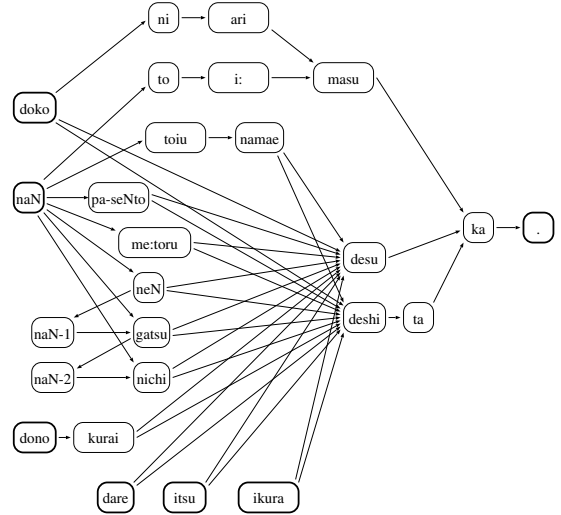 ni ari
to i: masu
doko
toiu namae
naN pa-seNto
ka .
me:toru
desu
neN
deshi ta
naN-1 gatsu
naN-2 nichi
dono kurai
dare itsu ikura